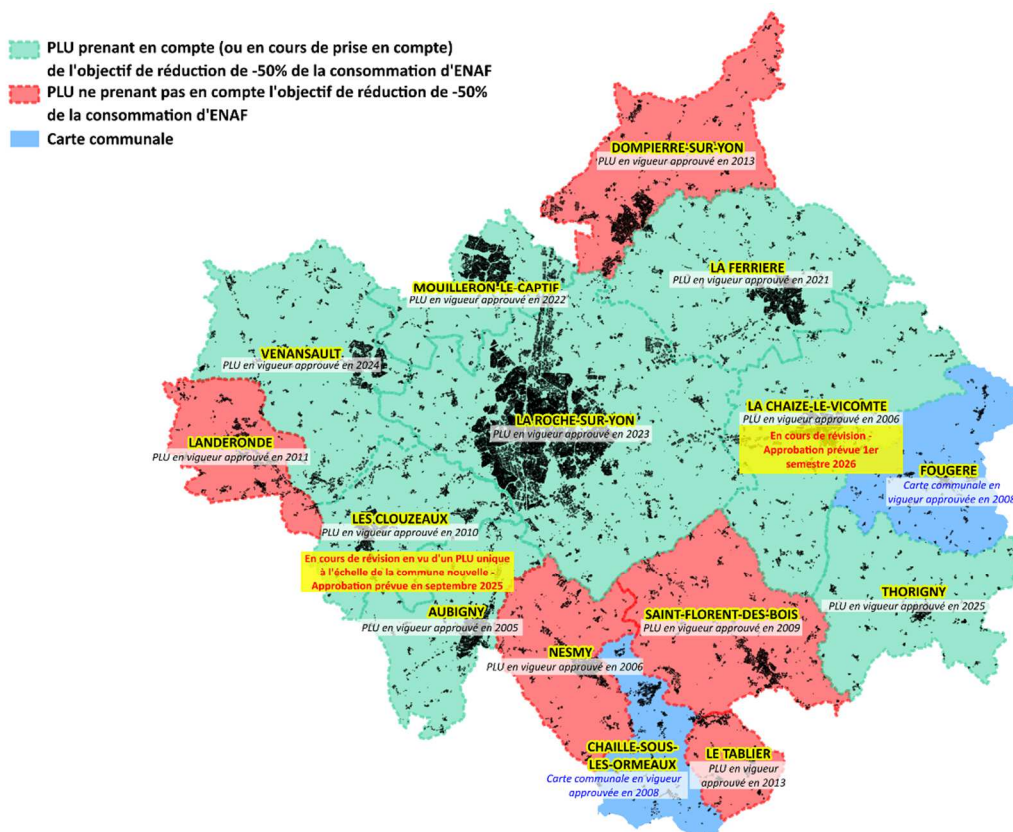 PLU prenant en compte (ou en cours de prise en compte)
de l'objectif de réduction de -50% de la consommation d'ENAF
PLU ne prenant pas en compte l'objectif de réduction de -50%
de la consommation d'ENAF
Carte communale
DOMPIERRE-SUR-YON
PLU en vigueur approuvé en 2013
LA FERRIERE
PLU en vigueur approuvé en 2021
MOUILLERON-LE-CAPTIF
PLU en vigueur approuvé en 2022
VENANSAULT
PLU en vigueur approuvé en 2024
LA CHAIZE-LE-VICOMTE
PLU en vigueur approuvé en 2006
En cours de révision -
Approbation prévue 1er
semestre 2026
LA ROCHE-SUR-YON
PLU en vigueur approuvé en 2023
LANDERONDE
PLU en vigueur approuvé en 2011
FOUGERE
Carte communale en
vigueur approuvée en 2008
LES CLOUZEAUX
PLU en vigueur approuvé en 2010
En cours de révision en vu d'un PLU unique
à l'échelle de la commune nouvelle -
Approbation prévue en septembre 2025
THORIGNY
PLU en vigueur approuvé en 2025
AUBIGNY
PLU en vigueur approuvé en 2005
SAINT-FLORENT-DES-BOIS
PLU en vigueur approuvé en 2009
NESMY
PLU en vigueur approuvé en 2006
CHAILLE-SOUS-
LES-ORMEAUX
Carte communale en vigueur
approuvée en 2008
LE TABLIER
PLU en vigueur
approuvé en 2013